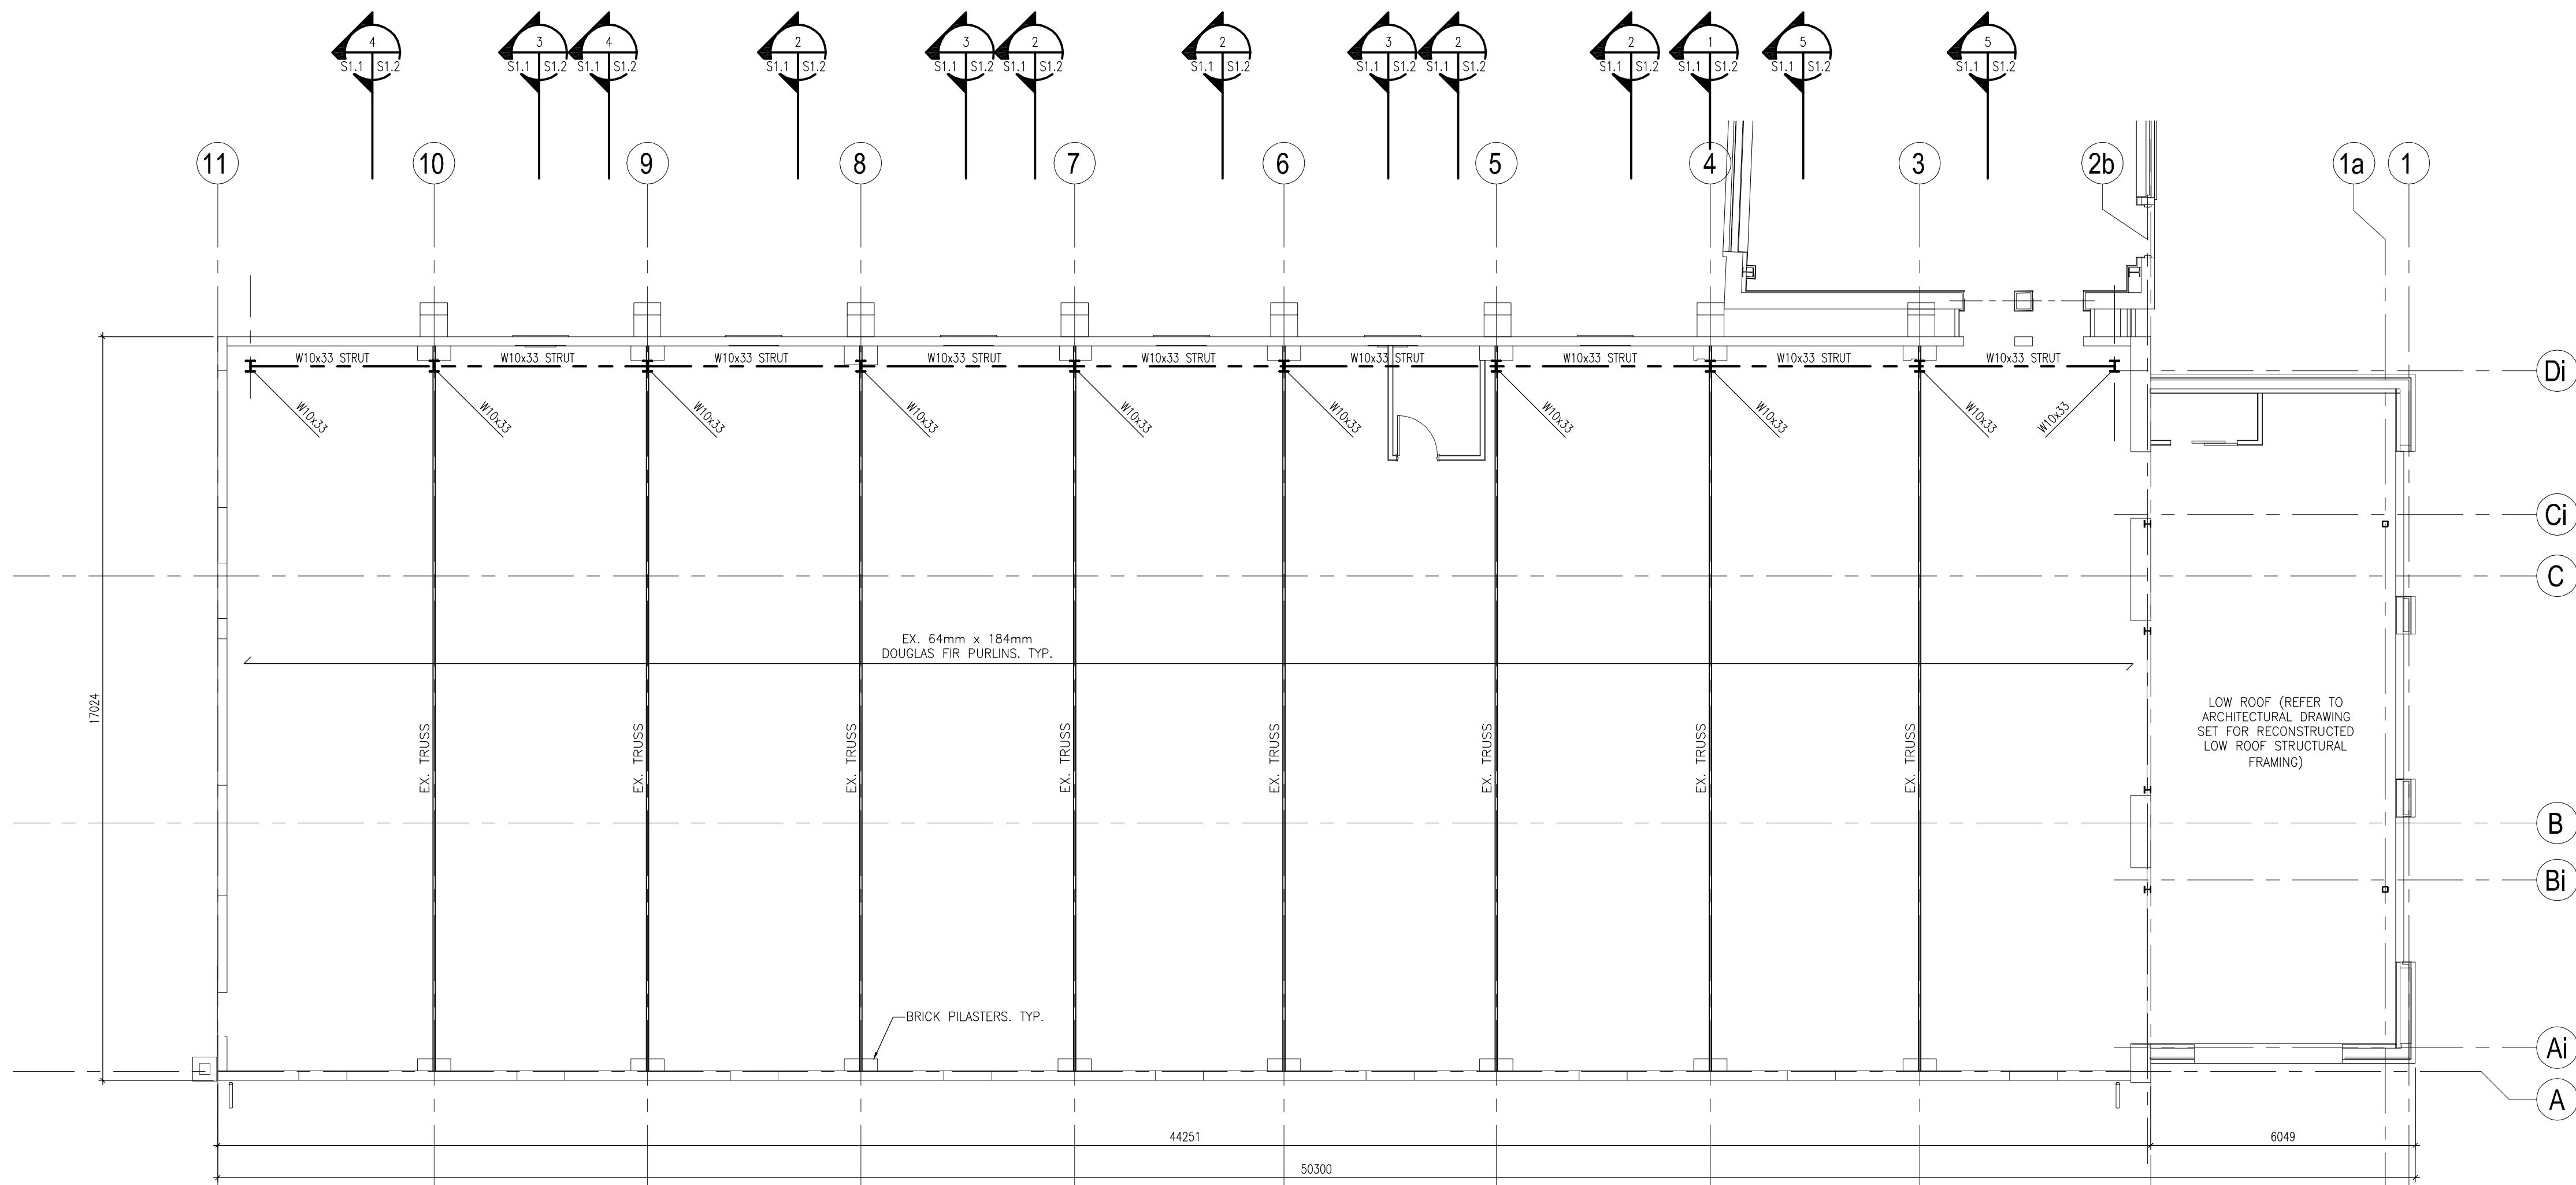 4
S1.1 S1.2
3
S1.1 S1.2
4
S1.1 S1.2
2
S1.1 S1.2
3
S1.1 S1.2
2
S1.1 S1.2
2
S1.1 S1.2
3
S1.1 S1.2
2
S1.1 S1.2
2
S1.1 S1.2
1
S1.1 S1.2
5
S1.1 S1.2
5
S1.1 S1.2
11
10
9
8
7
6
5
4
3
2b
1a
1
W10x33 STRUT
W10x33 STRUT
W10x33 STRUT
W10x33 STRUT
W10x33 STRUT
W10x33 STRUT
W10x33 STRUT
W10x33 STRUT
W10x33 STRUT
Di
W10x33
W10x33
W10x33
W10x33
W10x33
W10x33
W10x33
W10x33
W10x33
W10x33
Ci
C
EX. 64mm x 184mm
DOUGLAS FIR PURLINS. TYP.
17024
EX. TRUSS
EX. TRUSS
EX. TRUSS
EX. TRUSS
EX. TRUSS
EX. TRUSS
EX. TRUSS
EX. TRUSS
LOW ROOF (REFER TO
ARCHITECTURAL DRAWING
SET FOR RECONSTRUCTED
LOW ROOF STRUCTURAL
FRAMING)
B
Bi
BRICK PILASTERS. TYP.
Ai
A
44251
6049
50300